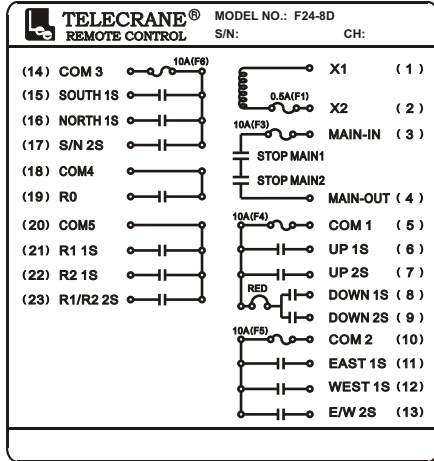 TELECRANE®
REMOTE CONTROL
MODEL NO.: F24-8D
S/N: CH:
(14) COM 3 10A(F6)
(15) SOUTH 1S
(16) NORTH 1S
(17) S/N 2S
(18) COM4
(19) R0
(20) COM5
(21) R1 1S
(22) R2 1S
(23) R1/R2 2S
X1 (1)
0.5A(F1)
X2 (2)
10A(F3)
MAIN-IN (3)
STOP MAIN1
STOP MAIN2
MAIN-OUT (4)
10A(F4)
COM 1 (5)
UP 1S (6)
UP 2S (7)
RED
DOWN 1S (8)
DOWN 2S (9)
10A(F5)
COM 2 (10)
EAST 1S (11)
WEST 1S (12)
E/W 2S (13)